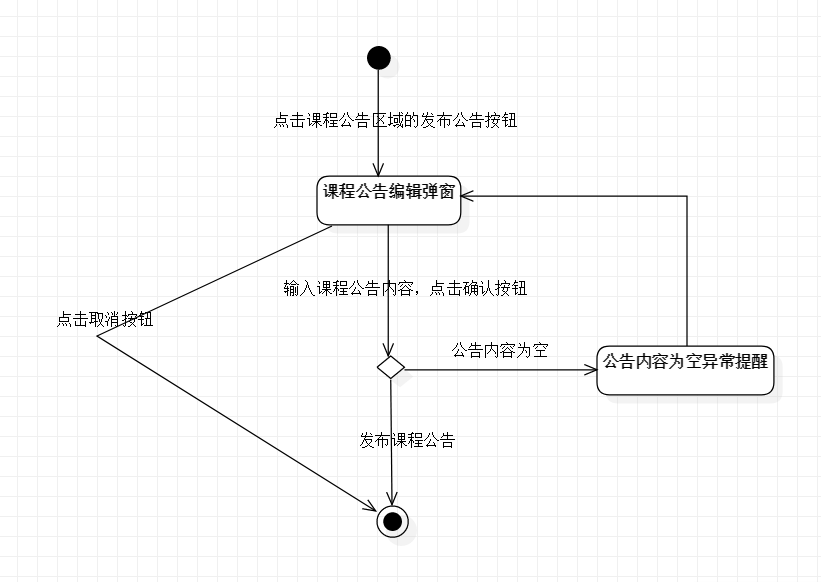 点击课程公告区域的发布公告按钮
课程公告编辑弹窗
输入课程公告内容，点击确认按钮
点击取消按钮
公告内容为空
公告内容为空异常提醒
发布课程公告